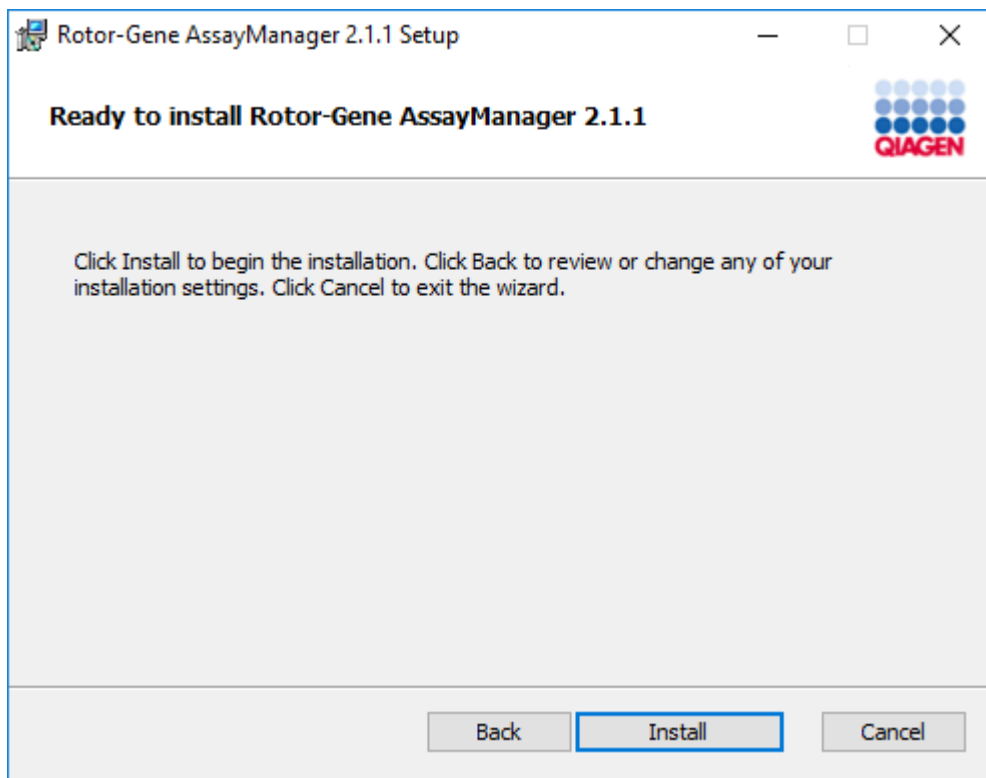 Rotor-Gene AssayManager 2.1.1 Setup
Ready to install Rotor-Gene AssayManager 2.1.1
QIAGEN
Click Install to begin the installation. Click Back to review or change any of your
installation settings. Click Cancel to exit the wizard.
Back Install Cancel